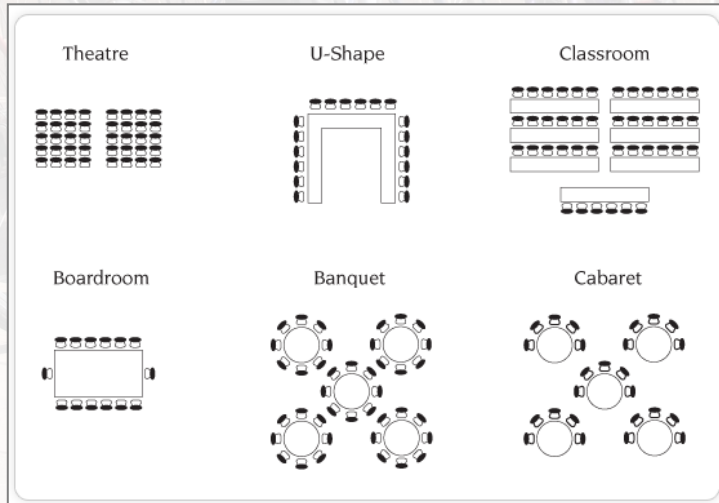 Theatre
U-Shape
Classroom
Boardroom
Banquet
Cabaret